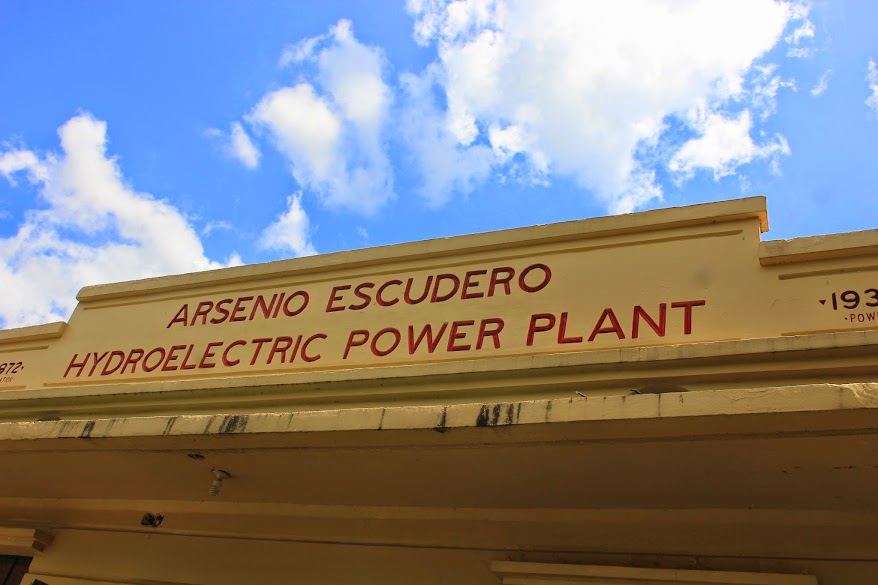 ARSENIO ESCUDERO
HYDROELECTRIC POWER PLANT